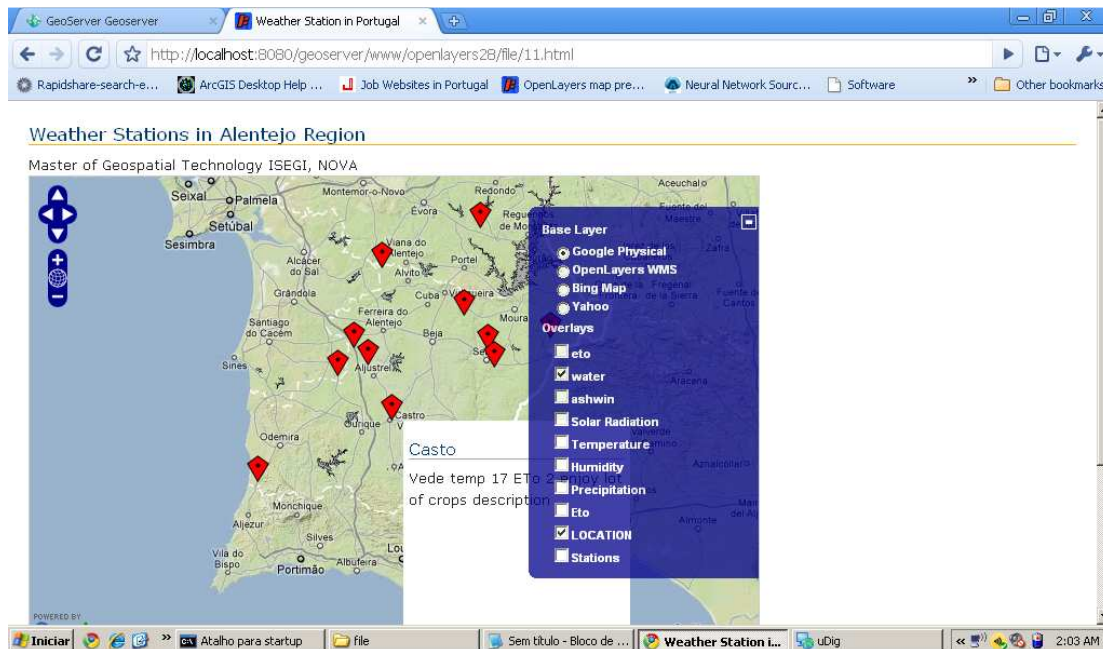 GeoServer Geoserver
Weather Station in Portugal
http://localhost:8080/geoserver/www/openlayers28/file/11.html
Rapidshare-search-e... ArcGIS Desktop Help ... Job Websites in Portugal OpenLayers map pre... Neural Network Sourc... Software » Other bookmarks
Weather Stations in Alentejo Region
Master of Geospatial Technology ISEGI, NOVA
Seixal
Palmela
Montemor-o-Novo
Redondo
Aceuchal
Évora
Setúbal
Sesimbra
Viana do
Alentejo
Portel
Alcácer
do Sal
Alvito
Grândola
Cuba
Moura
Ferreira do
Alentejo
Santiago
do Cacém
Beja
Sines
Aljustrel
Castro
Ourique
Odemira
Monchique
Aljezur
Silves
Vila do
Bispo
Portimão
Albufeira
Zafra
Aracena
Aznalcóllar
Almonte
POWERED BY
Base Layer
Google Physical
OpenLayers WMS
Bing Map
Yahoo
Overlays
eto
water
ashwin
Solar Radiation
Temperature
Humidity
Precipitation
Eto
LOCATION
Stations
Casto
Vede temp 17 ETo 2 enjoy lot
of crops description
Iniciar » Atalho para startup file Sem título - Bloco de ... Weather Station i... uDig « 2:03 AM